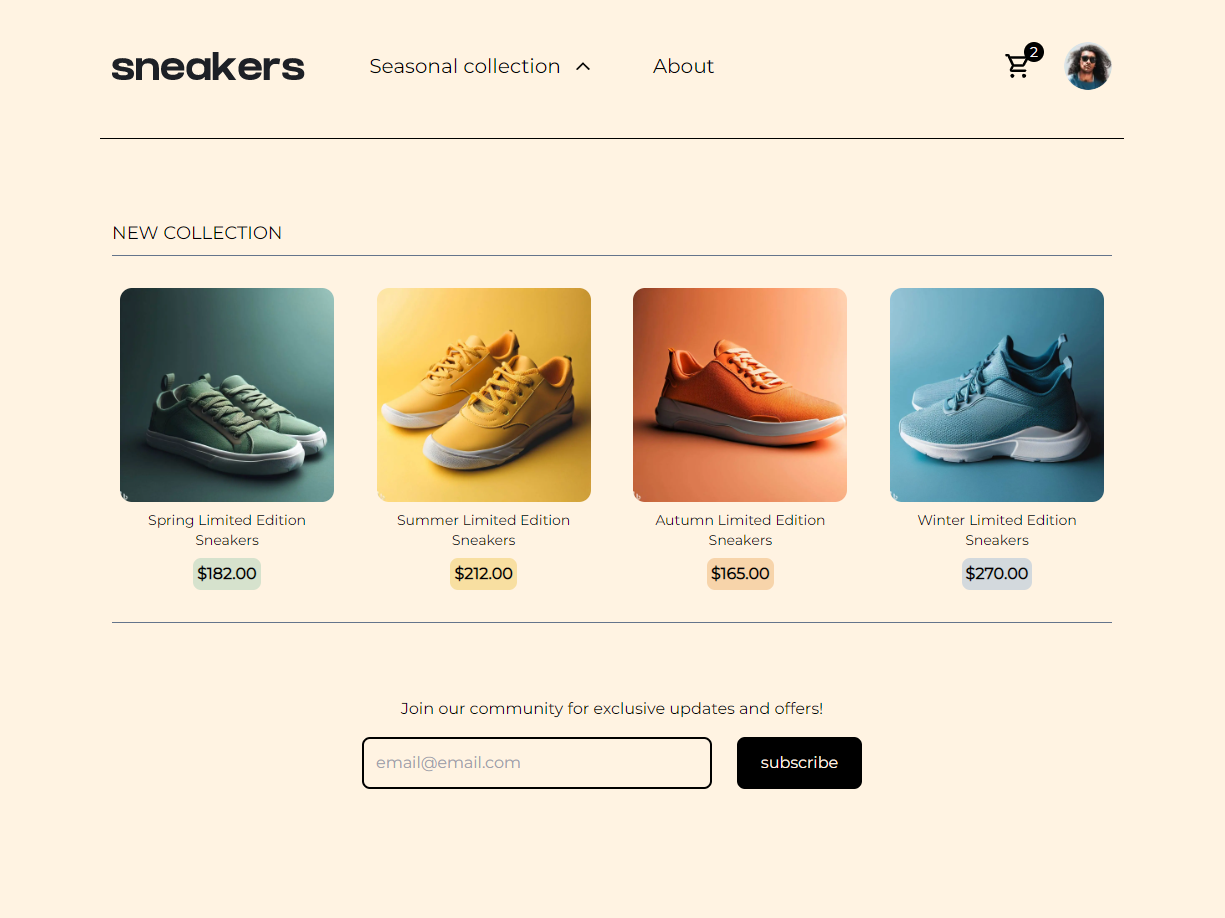 sneakers
Seasonal collection
About
2
NEW COLLECTION
Spring Limited Edition
Sneakers
$182.00
Summer Limited Edition
Sneakers
$212.00
Autumn Limited Edition
Sneakers
$165.00
Winter Limited Edition
Sneakers
$270.00
Join our community for exclusive updates and offers!
email@email.com
subscribe